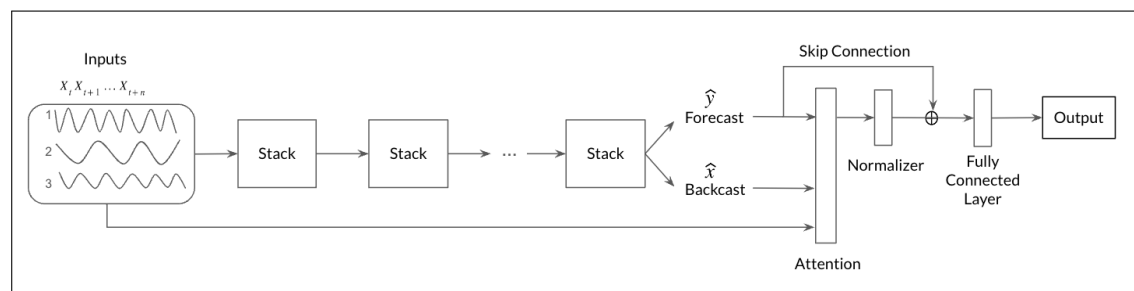 Inputs
X_t X_{t+1} … X_{t+n}
1
2
3
Stack
Stack
...
Stack
ŷ
Forecast
x̂
Backcast
Skip Connection
Attention
Normalizer
⊕
Fully
Connected
Layer
Output